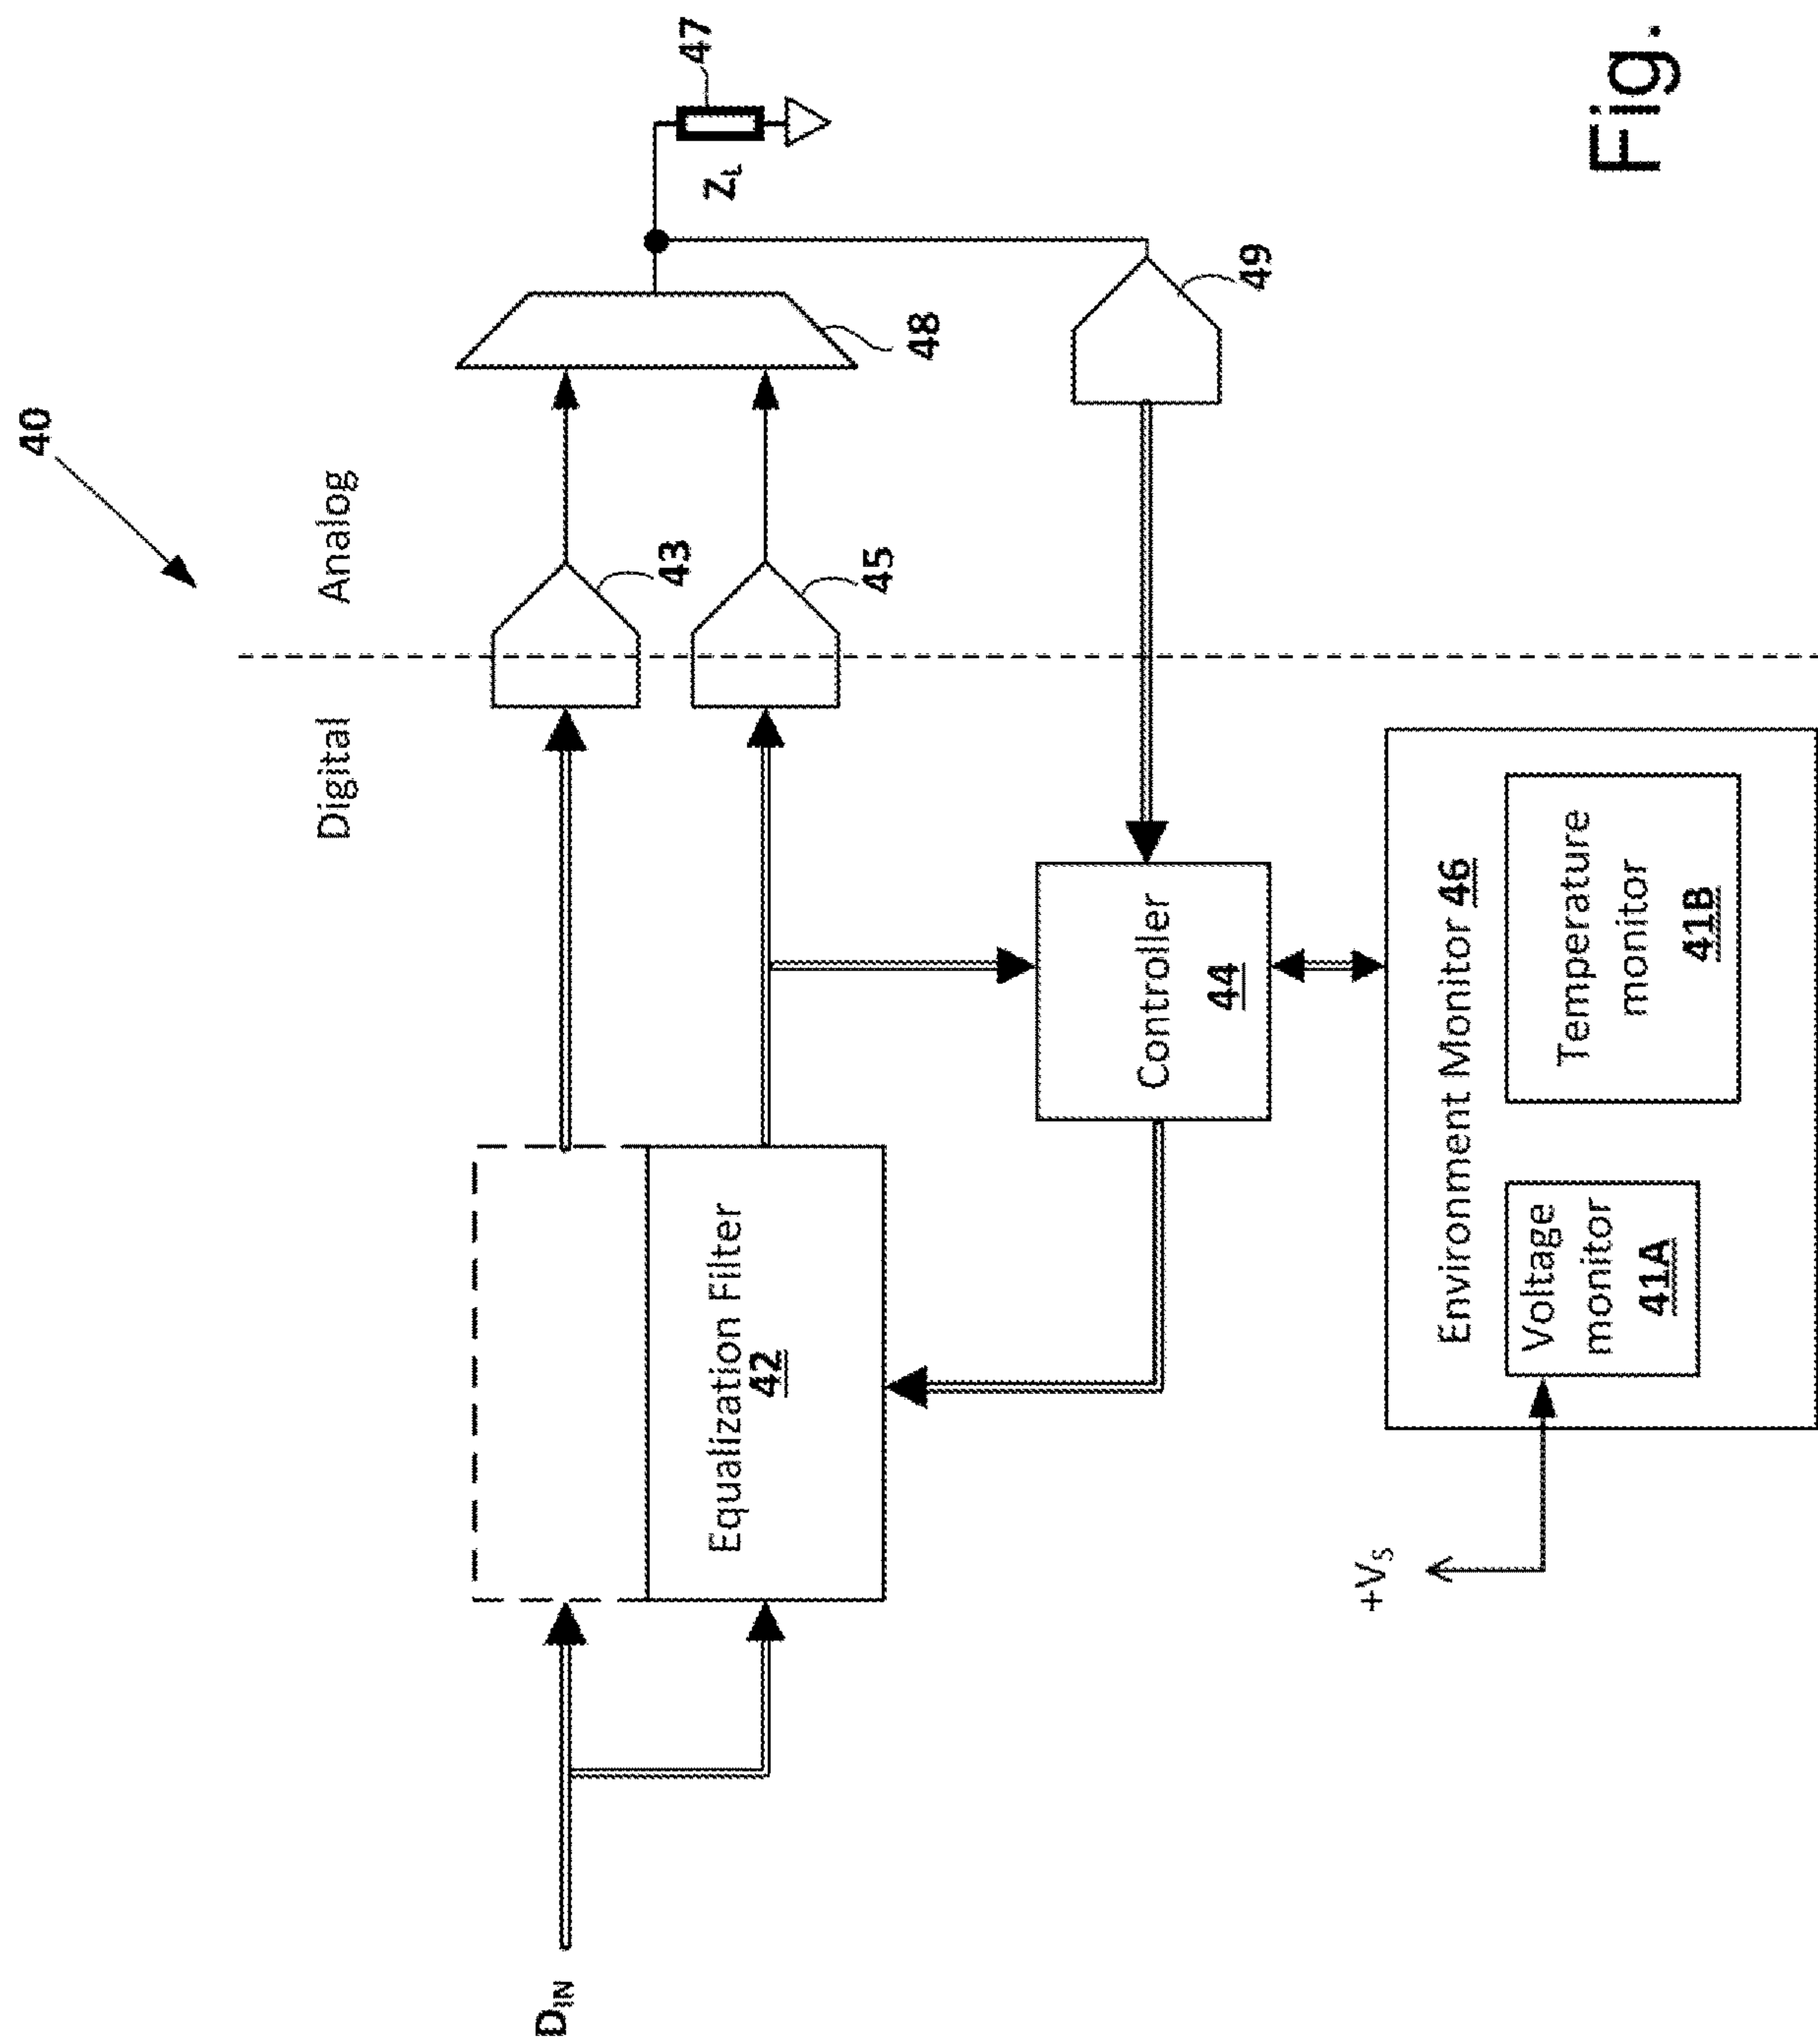 40
Digital
Analog
D_IN
Equalization Filter
42
43
45
48
Z_L
47
49
Controller
44
+V_S
Environment Monitor 46
Voltage
monitor
41A
Temperature
monitor
41B
Fig.